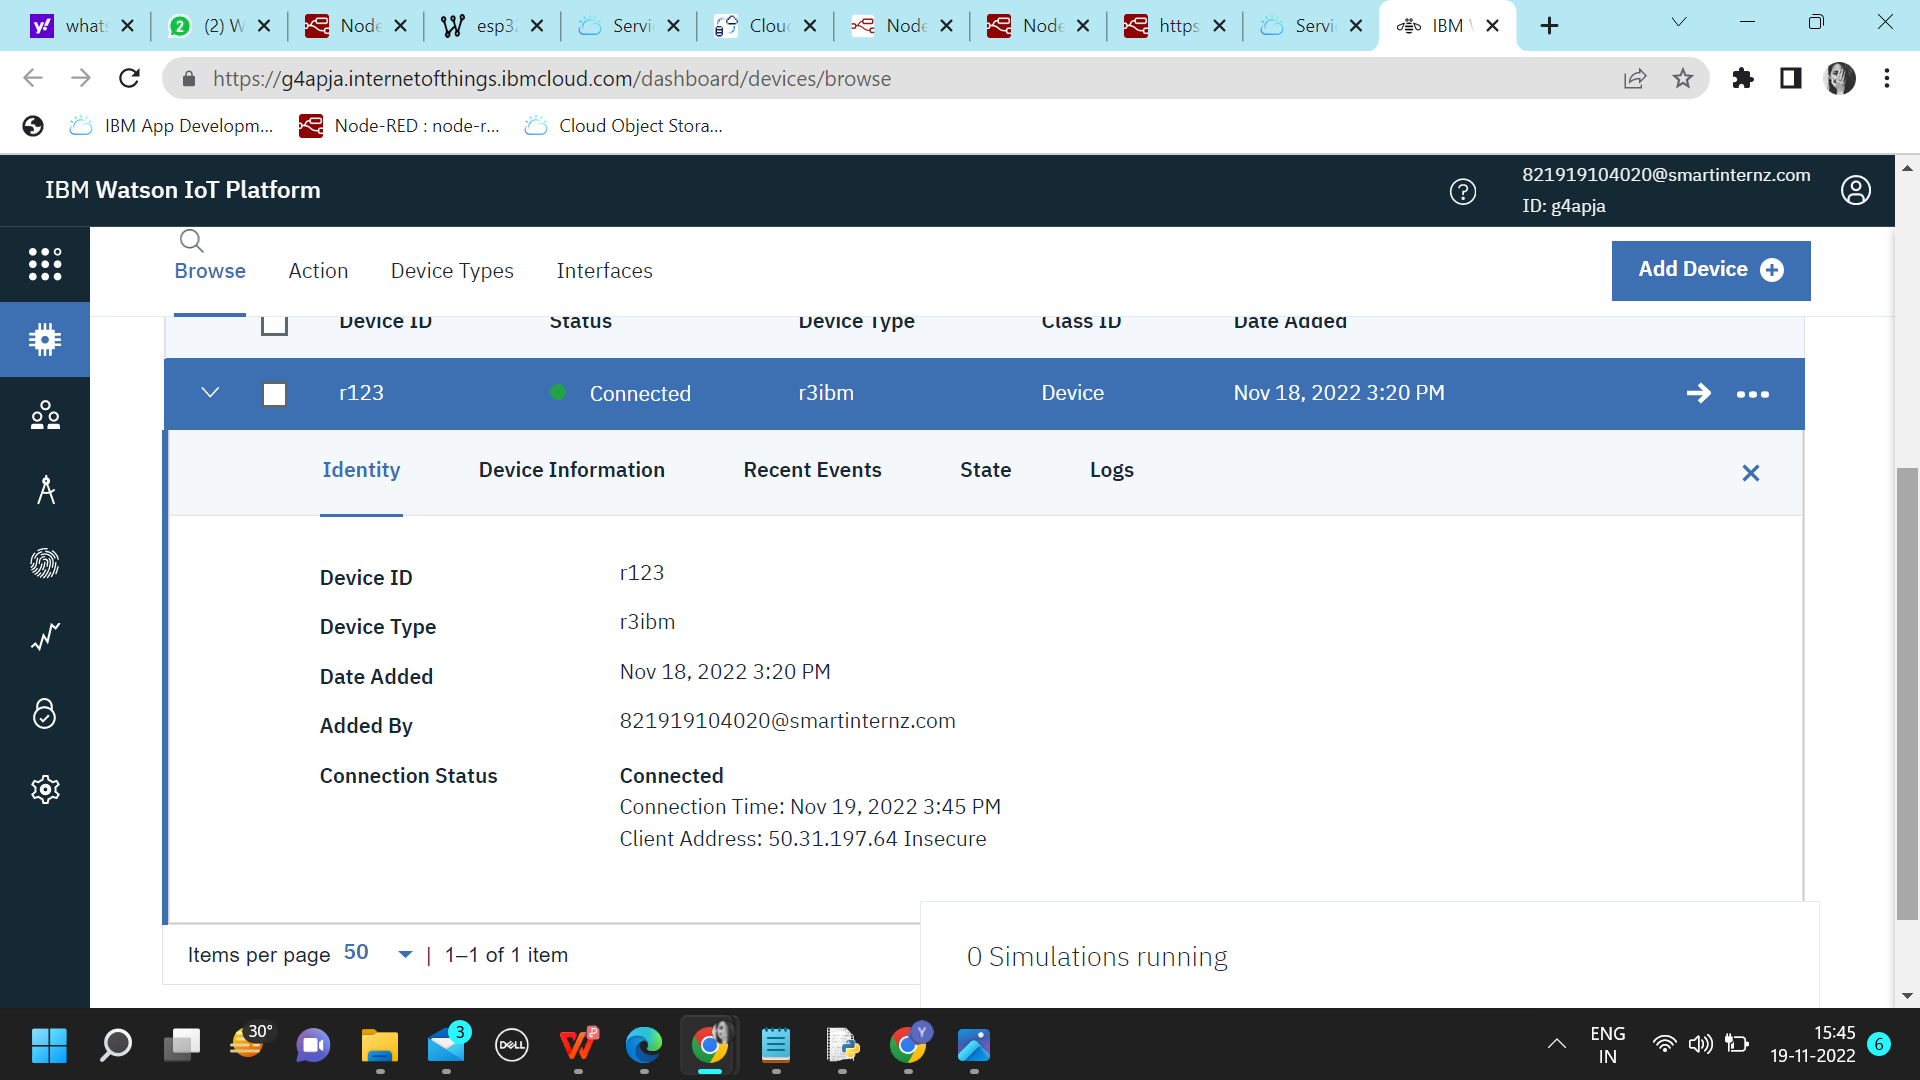 what
(2) W
Node
esp3
Servi
Clou
Node
Node
https
Servi
IBM
https://g4apja.internetofthings.ibmcloud.com/dashboard/devices/browse
IBM App Developm...
Node-RED : node-r...
Cloud Object Stora...
IBM Watson IoT Platform
821919104020@smartinternz.com
ID: g4apja
Browse Action Device Types Interfaces
Add Device
Device ID Status Device Type Class ID Date Added
r123 Connected r3ibm Device Nov 18, 2022 3:20 PM
Identity Device Information Recent Events State Logs
Device ID r123
Device Type r3ibm
Date Added Nov 18, 2022 3:20 PM
Added By 821919104020@smartinternz.com
Connection Status Connected
Connection Time: Nov 19, 2022 3:45 PM
Client Address: 50.31.197.64 Insecure
Items per page 50 | 1–1 of 1 item
0 Simulations running
30°
3
DELL
Y
ENG
IN
15:45
19-11-2022
6